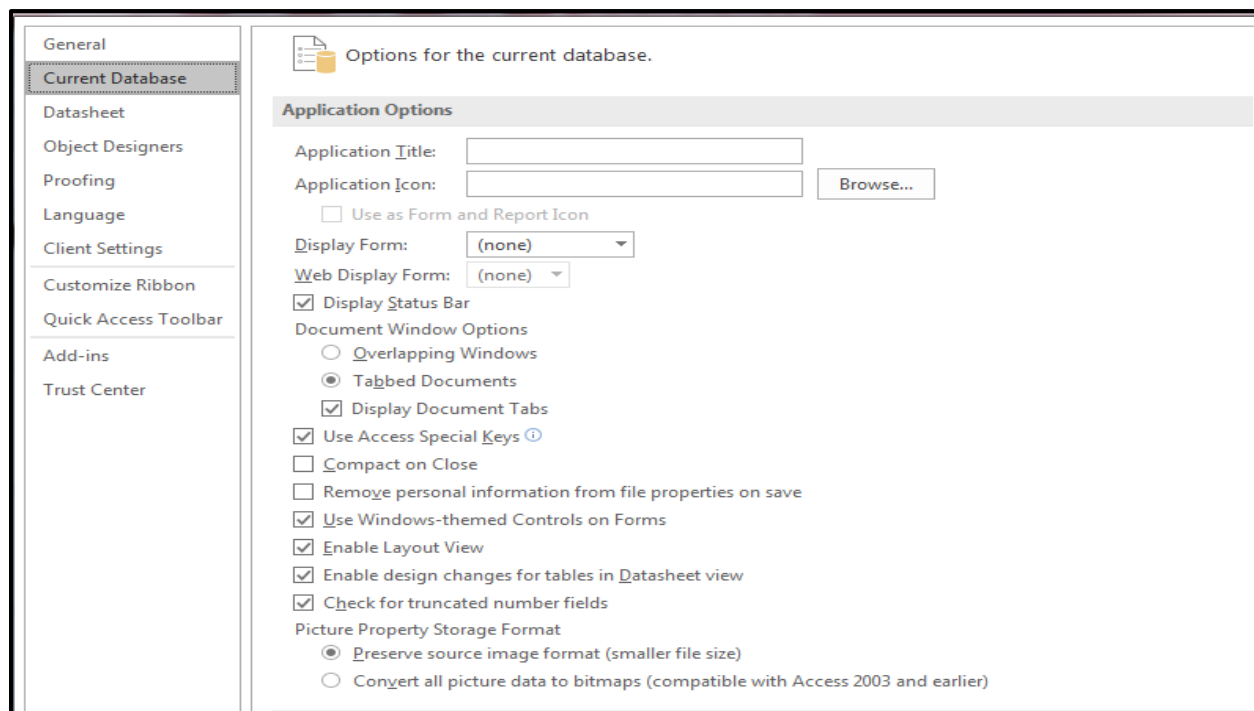 General
Current Database
Datasheet
Object Designers
Proofing
Language
Client Settings
Customize Ribbon
Quick Access Toolbar
Add-ins
Trust Center
Options for the current database.
Application Options
Application Title:
Application Icon: Browse...
Use as Form and Report Icon
Display Form: (none)
Web Display Form: (none)
Display Status Bar
Document Window Options
Overlapping Windows
Tabbed Documents
Display Document Tabs
Use Access Special Keys
Compact on Close
Remove personal information from file properties on save
Use Windows-themed Controls on Forms
Enable Layout View
Enable design changes for tables in Datasheet view
Check for truncated number fields
Picture Property Storage Format
Preserve source image format (smaller file size)
Convert all picture data to bitmaps (compatible with Access 2003 and earlier)